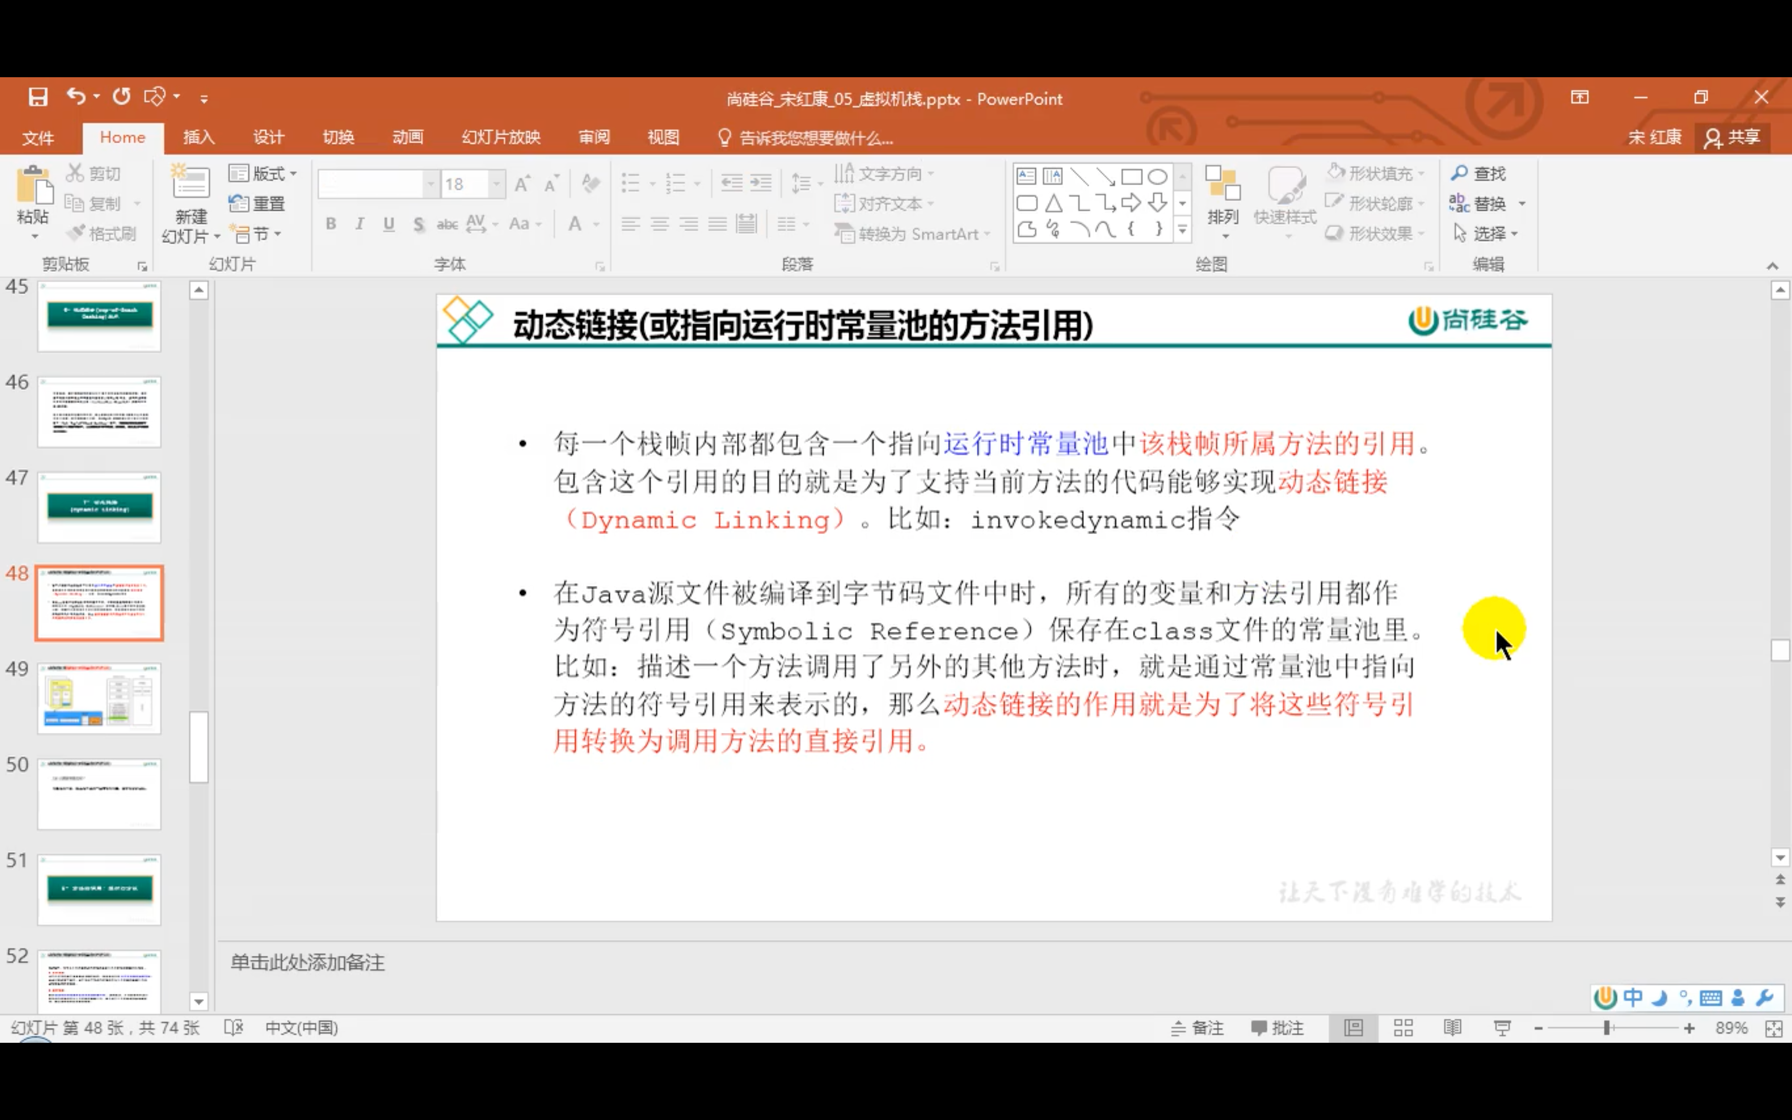 尚硅谷_宋红康_05_虚拟机栈.pptx - PowerPoint
文件 Home 插入 设计 切换 动画 幻灯片放映 审阅 视图 告诉我您想要做什么... 宋 红康 共享
粘贴 剪切 复制 格式刷
剪贴板
新建
幻灯片 版式 重置 节
幻灯片
18
B I U S abc AV Aa A
字体
文字方向
对齐文本
转换为 SmartArt
段落
排列 快速样式 形状填充 形状轮廓 形状效果
绘图
查找
替换
选择
编辑
45
46
47
48
49
50
51
52
动态链接(或指向运行时常量池的方法引用)
尚硅谷
• 每一个栈帧内部都包含一个指向运行时常量池中该栈帧所属方法的引用。
包含这个引用的目的就是为了支持当前方法的代码能够实现动态链接
（Dynamic Linking）。比如：invokedynamic指令
• 在Java源文件被编译到字节码文件中时，所有的变量和方法引用都作
为符号引用（Symbolic Reference）保存在class文件的常量池里。
比如：描述一个方法调用了另外的其他方法时，就是通过常量池中指向
方法的符号引用来表示的，那么动态链接的作用就是为了将这些符号引
用转换为调用方法的直接引用。
让天下没有难学的技术
单击此处添加备注
中
幻灯片 第 48 张，共 74 张 中文(中国) 备注 批注 89%